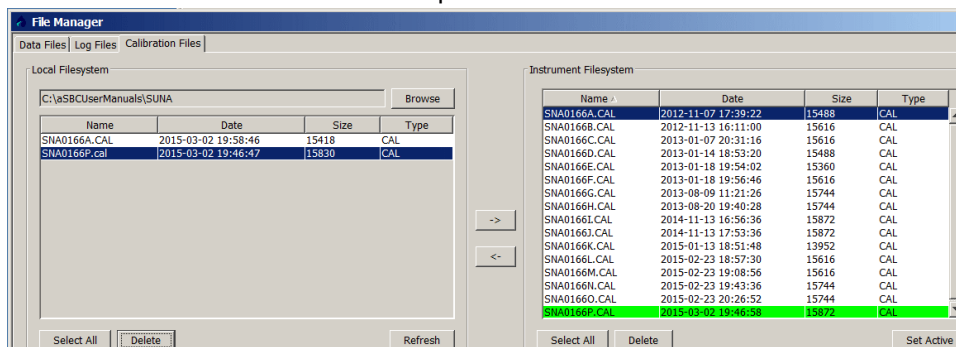 File Manager
Data Files Log Files Calibration Files
Local Filesystem
C:\aSBCUserManuals\SUNA Browse
Name Date Size Type
SNA0166A.CAL 2015-03-02 19:58:46 15418 CAL
SNA0166P.cal 2015-03-02 19:46:47 15830 CAL
Select All Delete Refresh
->
<-
Instrument Filesystem
Name Date Size Type
SNA0166A.CAL 2012-11-07 17:39:22 15488 CAL
SNA0166B.CAL 2012-11-13 16:11:00 15616 CAL
SNA0166C.CAL 2013-01-07 20:31:16 15616 CAL
SNA0166D.CAL 2013-01-14 18:53:20 15488 CAL
SNA0166E.CAL 2013-01-18 19:54:02 15360 CAL
SNA0166F.CAL 2013-01-18 19:56:46 15616 CAL
SNA0166G.CAL 2013-08-09 11:21:26 15744 CAL
SNA0166H.CAL 2013-08-20 19:40:28 15744 CAL
SNA0166I.CAL 2014-11-13 16:56:36 15872 CAL
SNA0166J.CAL 2014-11-13 17:53:36 15872 CAL
SNA0166K.CAL 2015-01-13 18:51:48 13952 CAL
SNA0166L.CAL 2015-02-23 18:57:30 15616 CAL
SNA0166M.CAL 2015-02-23 19:08:56 15616 CAL
SNA0166N.CAL 2015-02-23 19:43:36 15744 CAL
SNA0166O.CAL 2015-02-23 20:26:52 15744 CAL
SNA0166P.CAL 2015-03-02 19:46:58 15872 CAL
Select All Delete Set Active